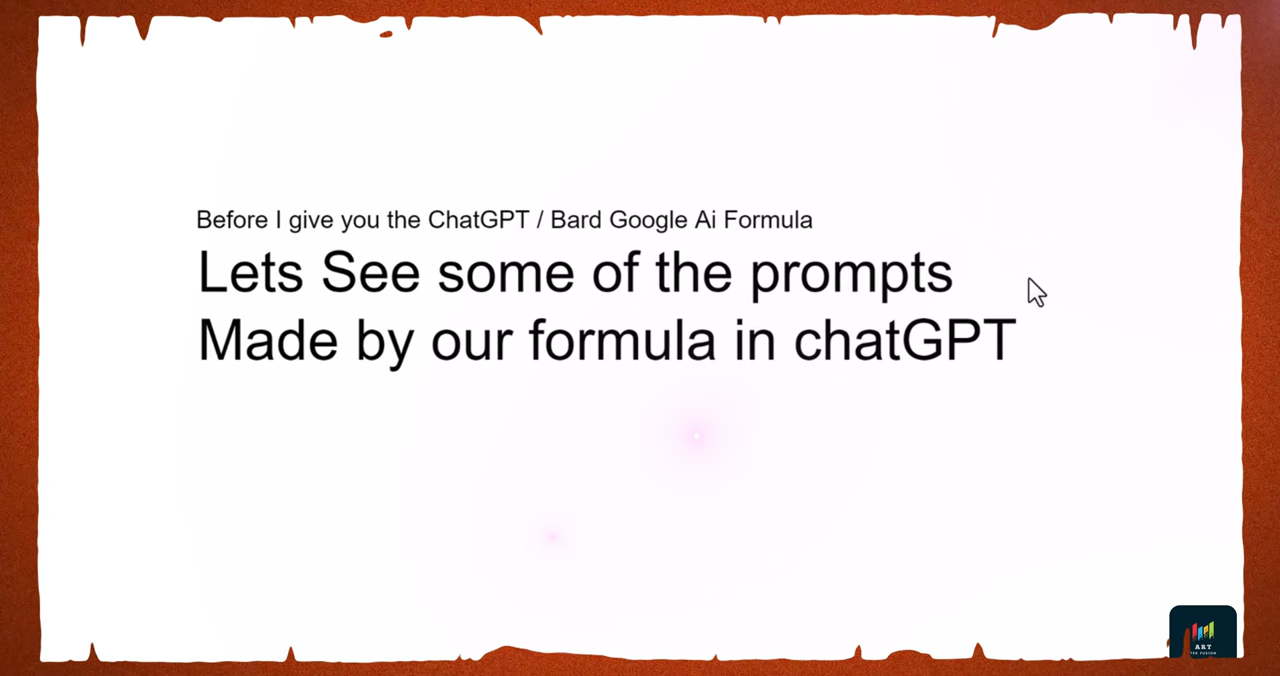 Before I give you the ChatGPT / Bard Google Ai Formula
Lets See some of the prompts
Made by our formula in chatGPT
ART